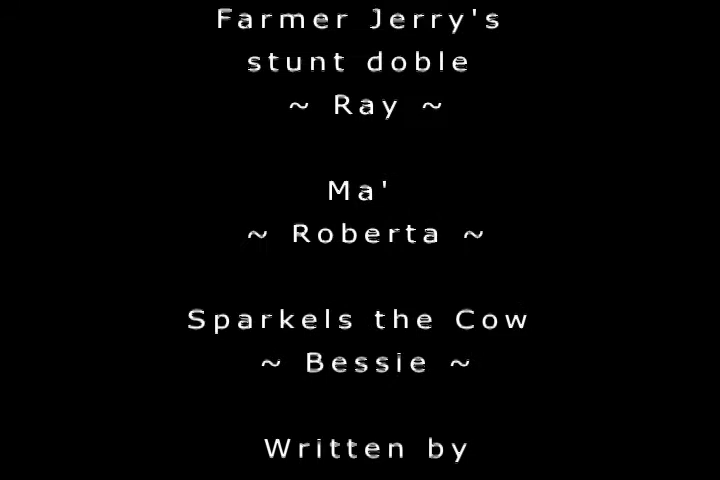 Farmer Jerry's
stunt doble
~ Ray ~
Ma'
~ Roberta ~
Sparkels the Cow
~ Bessie ~
Written by